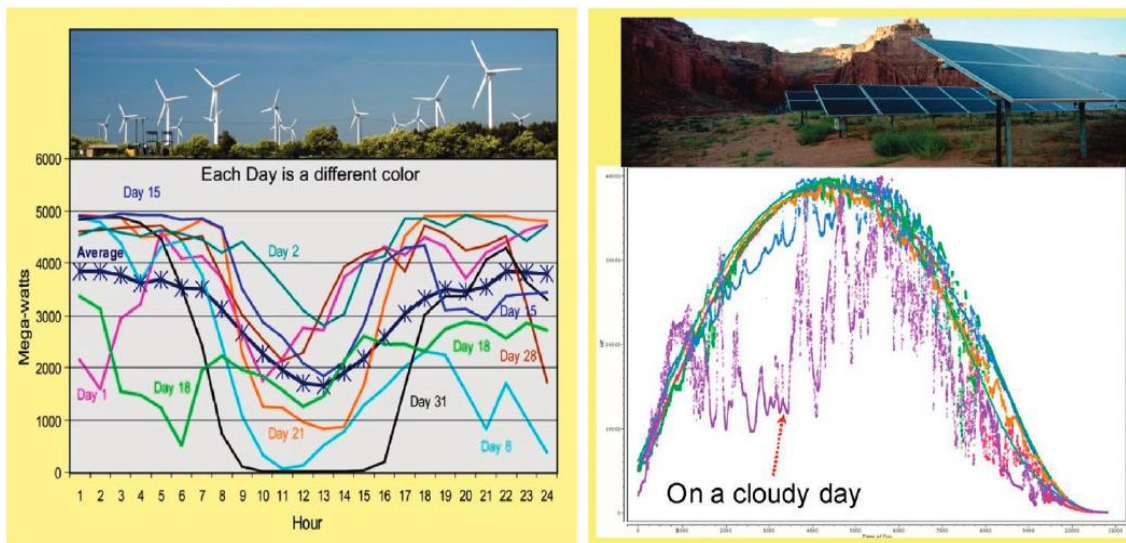 Each Day is a different color
6000
5000
4000
3000
2000
1000
0
Mega-watts
Day 15
Average
Day 2
Day 15
Day 18
Day 28
Day 1
Day 18
Day 31
Day 21
Day 8
1 2 3 4 5 6 7 8 9 10 11 12 13 14 15 16 17 18 19 20 21 22 23 24
Hour
On a cloudy day